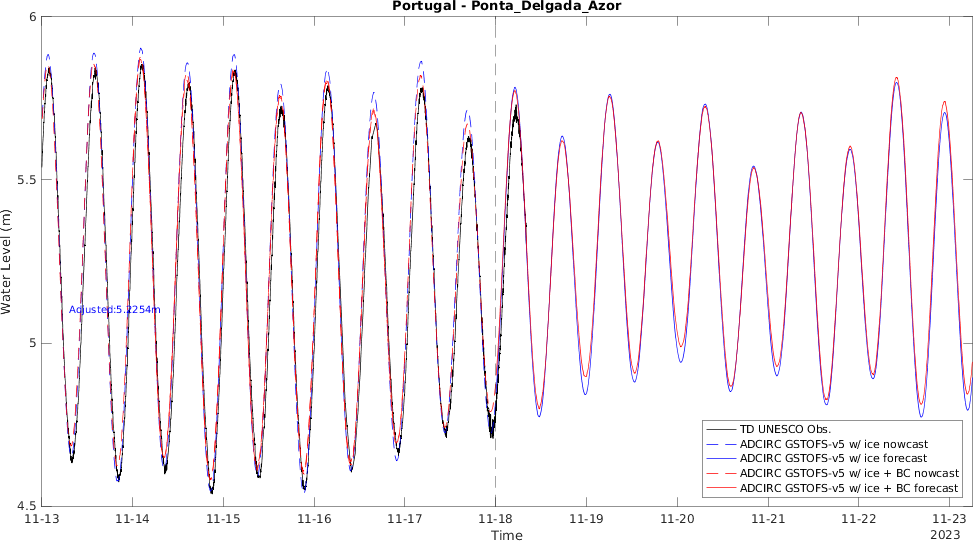 Portugal - Ponta_Delgada_Azor
6
5.5
5
4.5
Water Level (m)
Adjusted:5.2254m
TD UNESCO Obs.
ADCIRC GSTOFS-v5 w/ ice nowcast
ADCIRC GSTOFS-v5 w/ ice forecast
ADCIRC GSTOFS-v5 w/ ice + BC nowcast
ADCIRC GSTOFS-v5 w/ ice + BC forecast
11-13 11-14 11-15 11-16 11-17 11-18 11-19 11-20 11-21 11-22 11-23
Time 2023